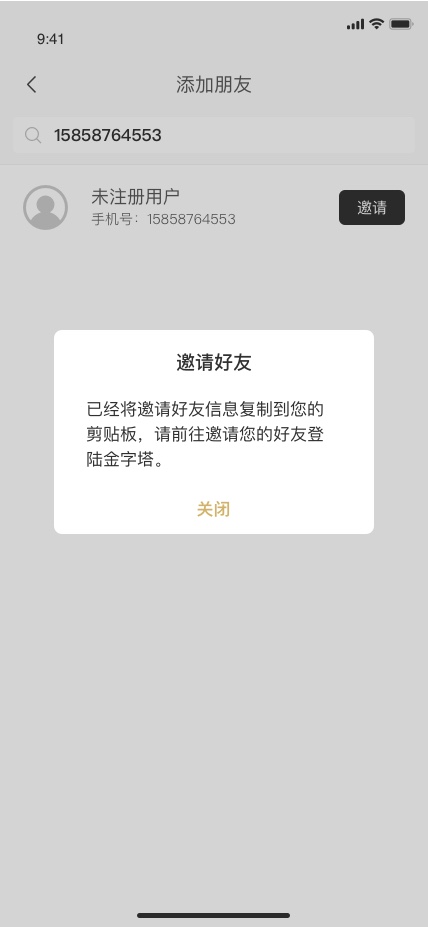 9:41
添加朋友
15858764553
未注册用户
手机号：15858764553
邀请
邀请好友
已经将邀请好友信息复制到您的
剪贴板，请前往邀请您的好友登
陆金字塔。
关闭